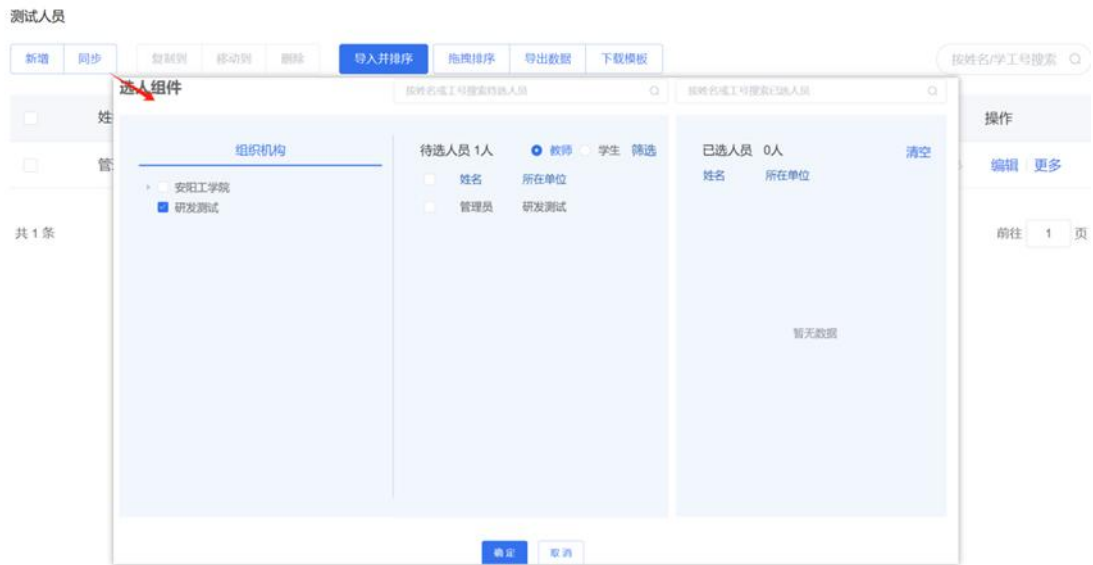 测试人员
新增 同步 复制到 移动到 删除 导入并排序 拖拽排序 导出数据 下载模板 按姓名/学工号搜索
选人组件 按姓名或工号搜索待选人员 按姓名或工号搜索已选人员
姓 操作
组织机构 待选人员 1人 教师 学生 筛选 已选人员 0人 清空
管 编辑 更多
姓名 所在单位 姓名 所在单位
安阳工学院
研发测试 管理员 研发测试
共 1 条 前往 1 页
暂无数据
确定 取消